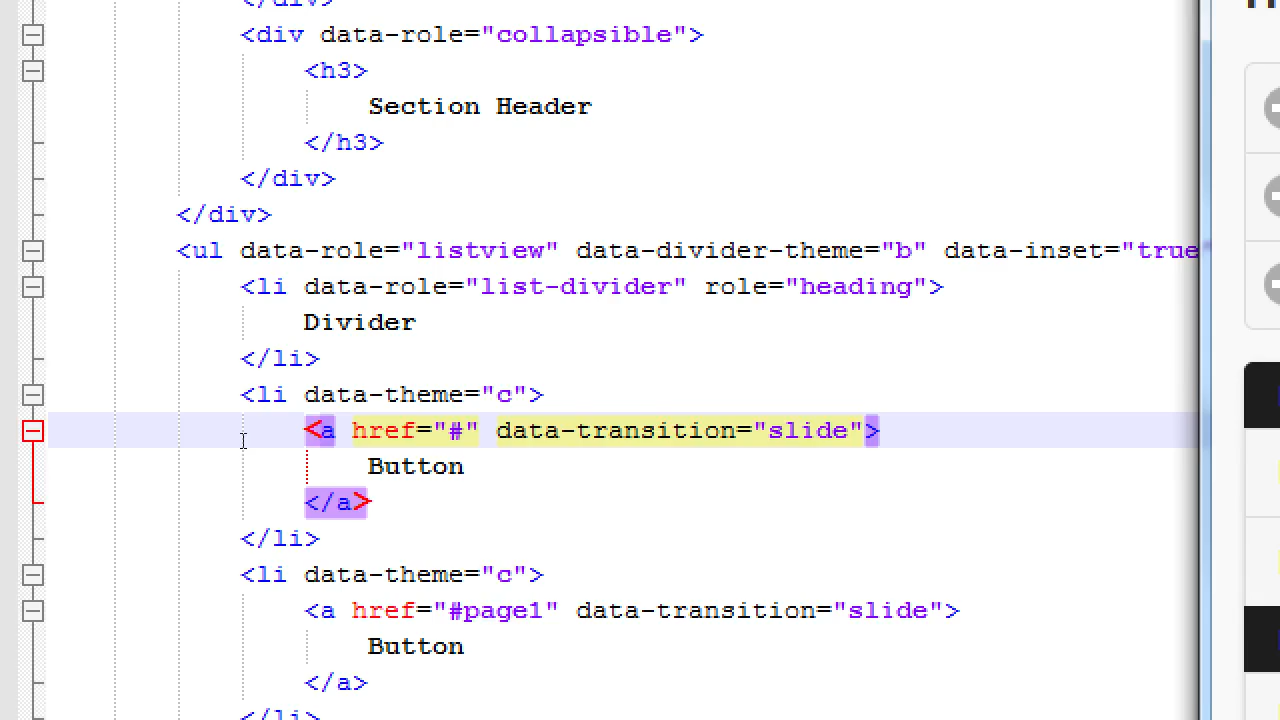 </div>
<div data-role="collapsible">
<h3>
Section Header
</h3>
</div>
</div>
<ul data-role="listview" data-divider-theme="b" data-inset="true
<li data-role="list-divider" role="heading">
Divider
</li>
<li data-theme="c">
<a href="#" data-transition="slide">
Button
</a>
</li>
<li data-theme="c">
<a href="#page1" data-transition="slide">
Button
</a>
</li>